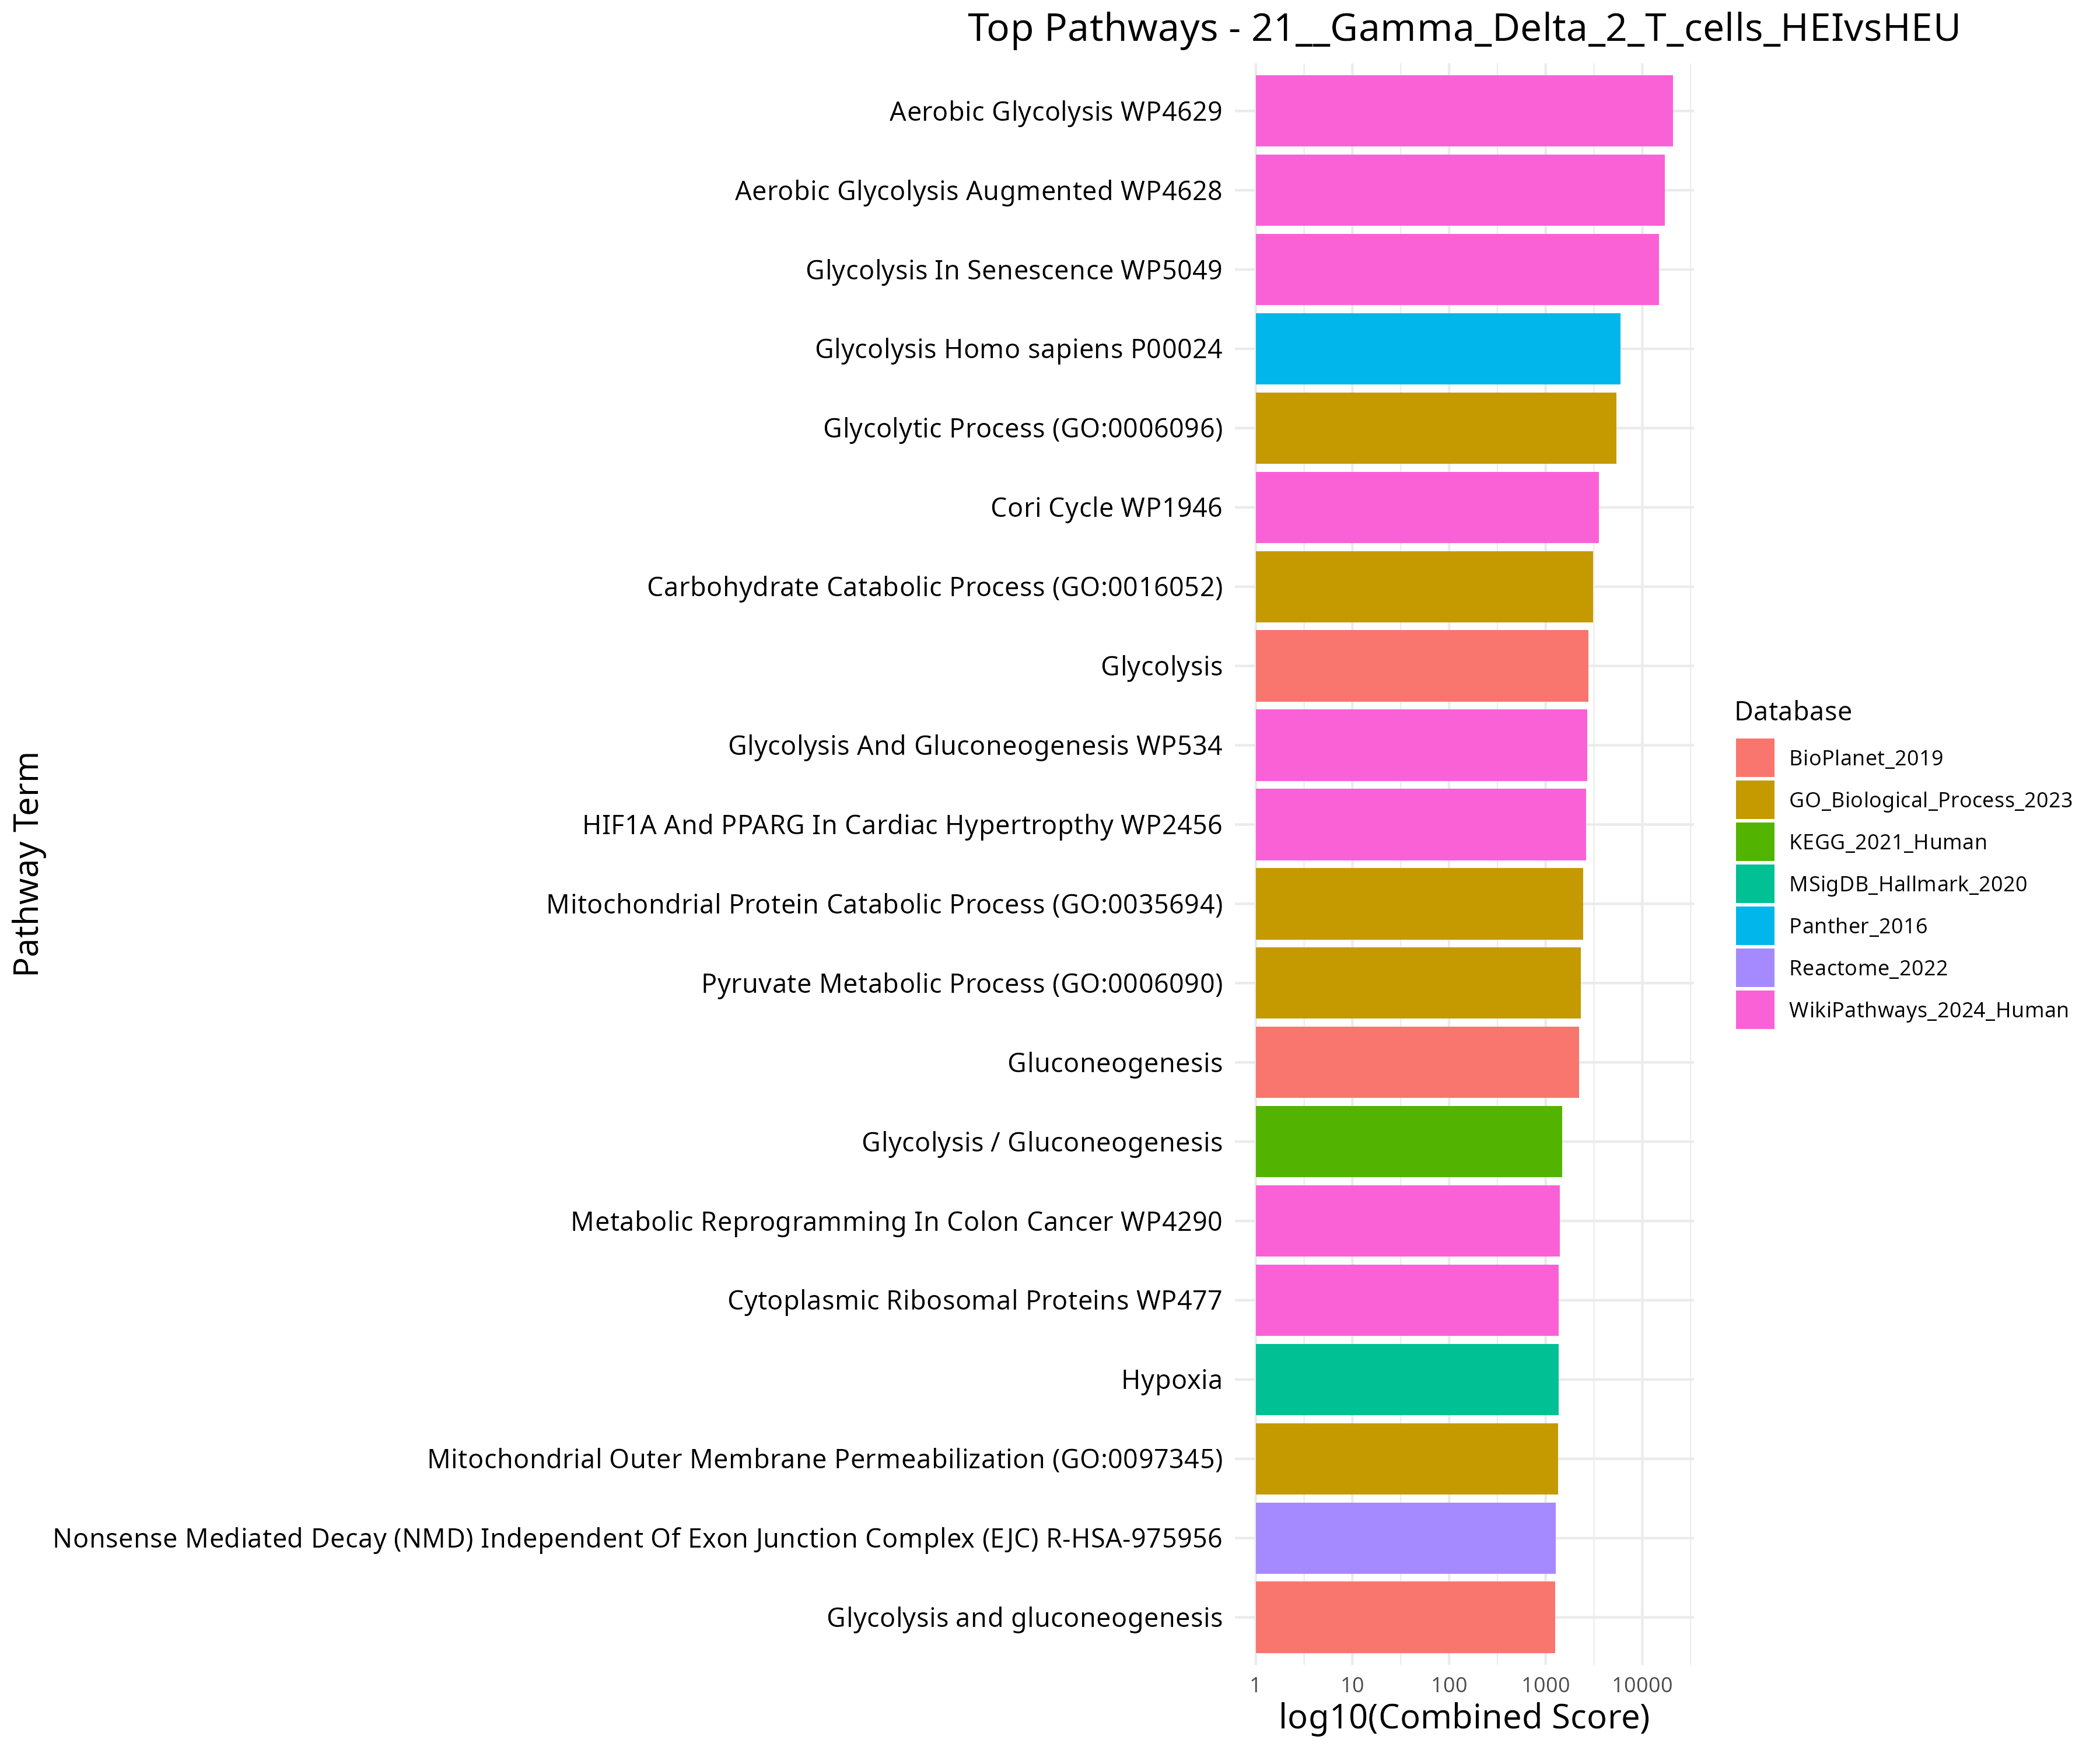 Top Pathways - 21__Gamma_Delta_2_T_cells_HEIvsHEU
Pathway Term
Aerobic Glycolysis WP4629
Aerobic Glycolysis Augmented WP4628
Glycolysis In Senescence WP5049
Glycolysis Homo sapiens P00024
Glycolytic Process (GO:0006096)
Cori Cycle WP1946
Carbohydrate Catabolic Process (GO:0016052)
Glycolysis
Glycolysis And Gluconeogenesis WP534
HIF1A And PPARG In Cardiac Hypertropthy WP2456
Mitochondrial Protein Catabolic Process (GO:0035694)
Pyruvate Metabolic Process (GO:0006090)
Gluconeogenesis
Glycolysis / Gluconeogenesis
Metabolic Reprogramming In Colon Cancer WP4290
Cytoplasmic Ribosomal Proteins WP477
Hypoxia
Mitochondrial Outer Membrane Permeabilization (GO:0097345)
Nonsense Mediated Decay (NMD) Independent Of Exon Junction Complex (EJC) R-HSA-975956
Glycolysis and gluconeogenesis
1 10 100 1000 10000
log10(Combined Score)
Database
BioPlanet_2019
GO_Biological_Process_2023
KEGG_2021_Human
MSigDB_Hallmark_2020
Panther_2016
Reactome_2022
WikiPathways_2024_Human